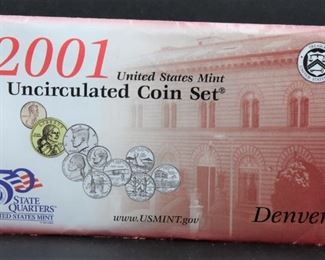 2001
United States Mint
Uncirculated Coin Set®
50
STATE
QUARTERS
UNITED STATES MINT
www.USMINT.gov
Denver